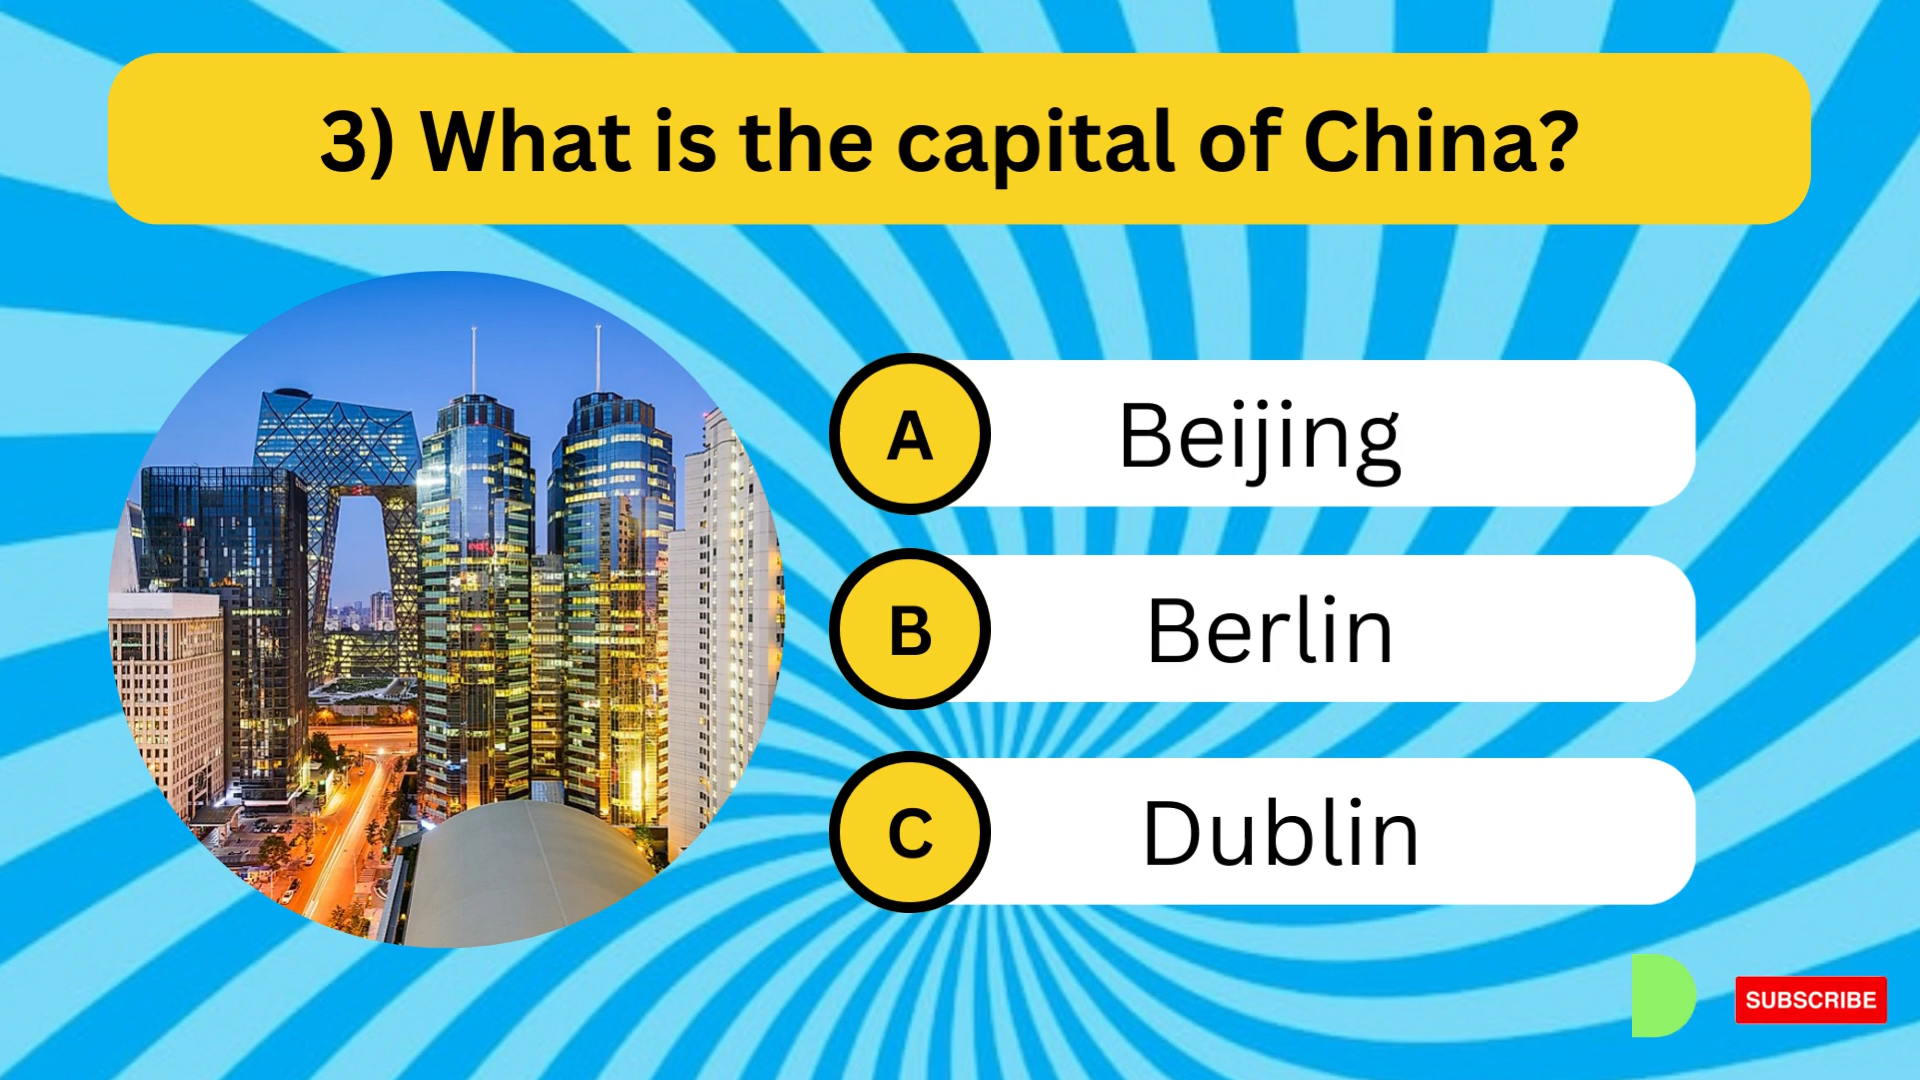 3) What is the capital of China?
A Beijing
B Berlin
C Dublin
SUBSCRIBE